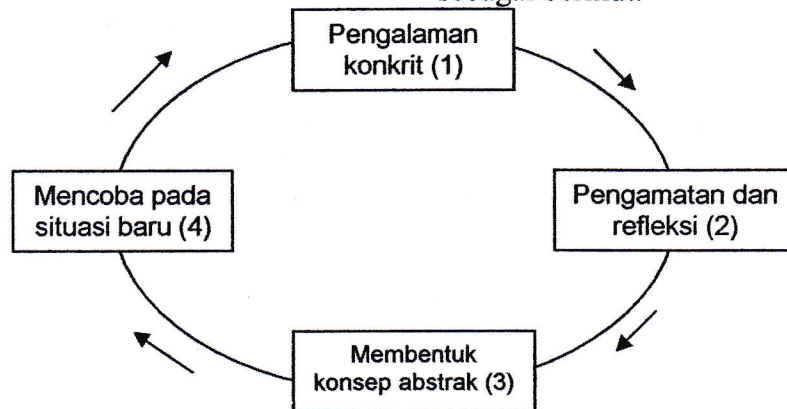 Pengalaman
konkrit (1)
Pengamatan dan
refleksi (2)
Membentuk
konsep abstrak (3)
Mencoba pada
situasi baru (4)